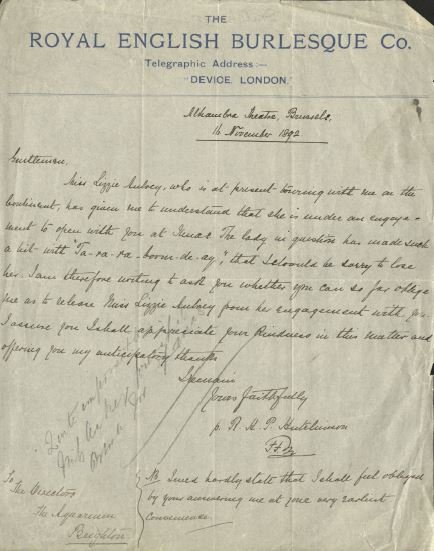 THE
ROYAL ENGLISH BURLESQUE Co.
Telegraphic Address:—
"DEVICE, LONDON."
Alhambra Theatre, Brussels,
14 November 1892
Gentlemen,
Miss Lizzie Aubrey, who is at present touring with me on the
Continent, has given me to understand that she is under an engage-
ment to open with you at Xmas. The lady in question has made such
a hit with "Ta-ra-ra-boom-de-ay", that I should be sorry to lose
her. I am therefore writing to ask you whether you can so far oblige
me as to release Miss Lizzie Aubrey from her engagement with you.
I assure you I shall appreciate your kindness in this matter and
offering you my anticipatory thanks
I remain
Yours faithfully
p. R. H. P. Hutchinson
To
The Directors
The Aquarium
Brighton
NB I need hardly state that I shall feel obliged
by your answering me at your very earliest
convenience